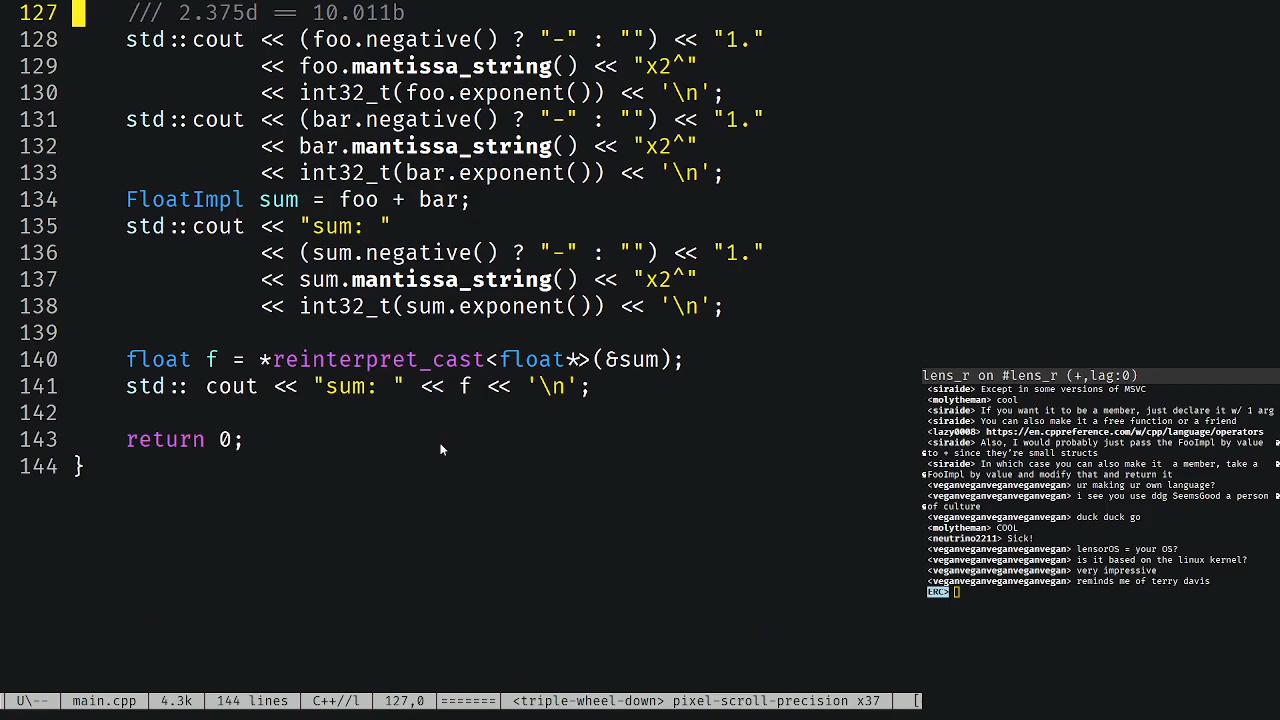 127 /// 2.375d == 10.011b
128 std::cout << (foo.negative() ? "-" : "") << "1."
129 << foo.mantissa_string() << "x2^"
130 << int32_t(foo.exponent()) << '\n';
131 std::cout << (bar.negative() ? "-" : "") << "1."
132 << bar.mantissa_string() << "x2^"
133 << int32_t(bar.exponent()) << '\n';
134 FloatImpl sum = foo + bar;
135 std::cout << "sum: "
136 << (sum.negative() ? "-" : "") << "1."
137 << sum.mantissa_string() << "x2^"
138 << int32_t(sum.exponent()) << '\n';
139
140 float f = *reinterpret_cast<float*>(&sum);
141 std:: cout << "sum: " << f << '\n';
142
143 return 0;
144 }
lens_r on #lens_r (+,lag:0)
<siraide> Except in some versions of MSVC
<molytheman> cool
<siraide> If you want it to be a member, just declare it w/ 1 arg
<siraide> You can also make it a free function or a friend
<lazy0008> https://en.cppreference.com/w/cpp/language/operators
<siraide> Also, I would probably just pass the FooImpl by value
to + since they're small structs
<siraide> In which case you can also make it a member, take a
FooImpl by value and modify that and return it
<veganveganveganvegan> ur making ur own language?
<veganveganveganvegan> i see you use ddg SeemsGood a person
of culture
<veganveganveganvegan> duck duck go
<molytheman> COOL
<neutrino2211> Sick!
<veganveganveganvegan> lensorOS = your OS?
<veganveganveganvegan> is it based on the linux kernel?
<veganveganveganvegan> very impressive
<veganveganveganvegan> reminds me of terry davis
ERC>
U\-- main.cpp 4.3k 144 lines C++//l 127,0 ======= <triple-wheel-down> pixel-scroll-precision x37 [